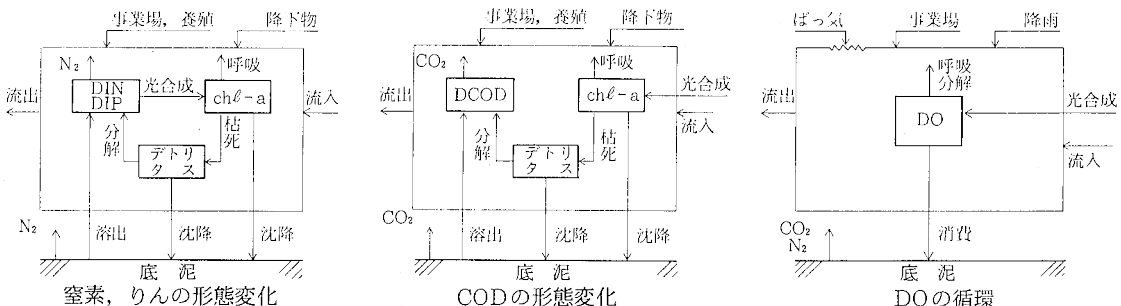 事業場，養殖
降下物
N₂
呼吸
DIN
DIP
光合成
chℓ-a
流出
流入
分解
枯死
デトリ
タス
N₂
溶出
沈降
沈降
底泥
窒素，りんの形態変化
事業場，養殖
降下物
CO₂
呼吸
DCOD
chℓ-a
光合成
流出
流入
分解
枯死
デトリ
タス
CO₂
溶出
沈降
沈降
底泥
CODの形態変化
ばっ気
事業場
降雨
呼吸
分解
流出
DO
光合成
流入
CO₂
N₂
消費
底泥
DOの循環